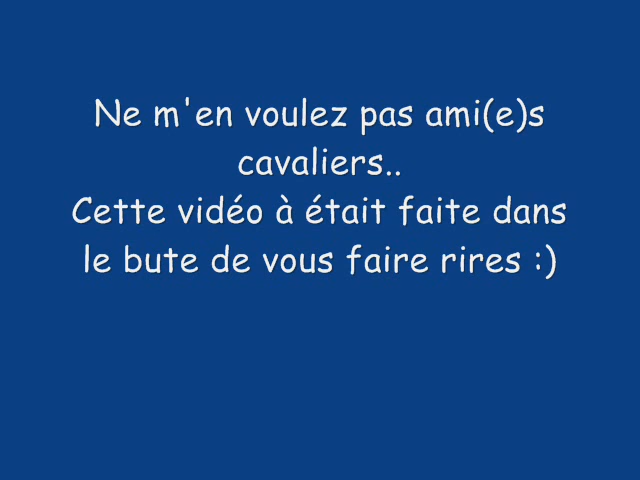 Ne m'en voulez pas ami(e)s
cavaliers..
Cette vidéo à était faite dans
le bute de vous faire rires :)